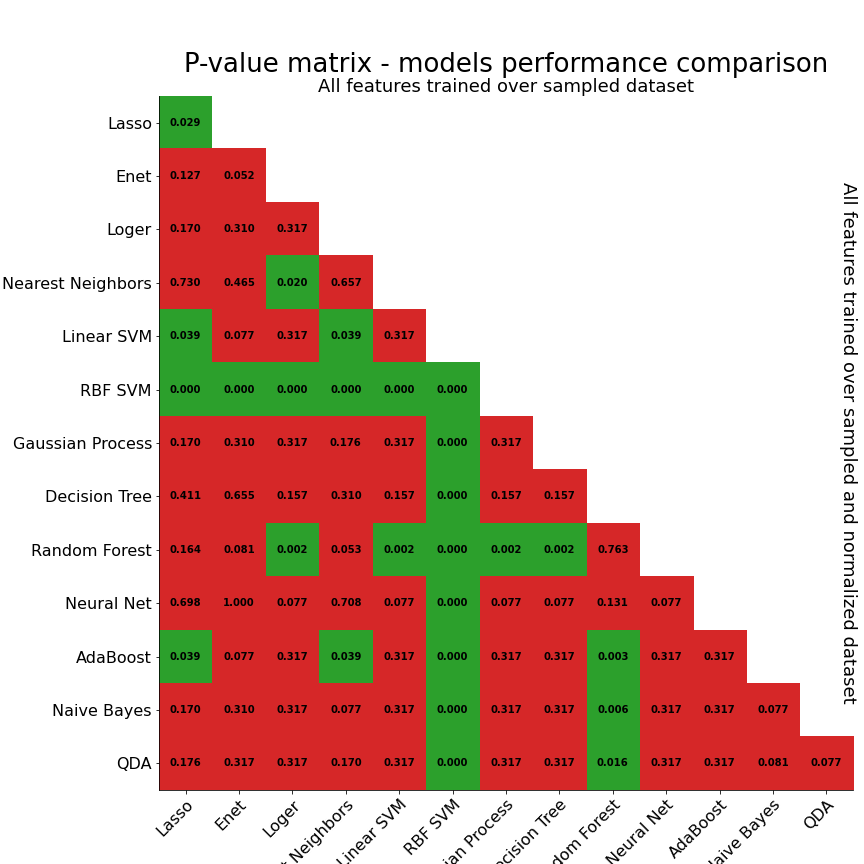 P-value matrix - models performance comparison
All features trained over sampled dataset
Lasso 0.029
Enet 0.127 0.052
Loger 0.170 0.310 0.317
Nearest Neighbors 0.730 0.465 0.020 0.657
Linear SVM 0.039 0.077 0.317 0.039 0.317
RBF SVM 0.000 0.000 0.000 0.000 0.000 0.000
Gaussian Process 0.170 0.310 0.317 0.176 0.317 0.000 0.317
Decision Tree 0.411 0.655 0.157 0.310 0.157 0.000 0.157 0.157
Random Forest 0.164 0.081 0.002 0.053 0.002 0.000 0.002 0.002 0.763
Neural Net 0.698 1.000 0.077 0.708 0.077 0.000 0.077 0.077 0.131 0.077
AdaBoost 0.039 0.077 0.317 0.039 0.317 0.000 0.317 0.317 0.003 0.317 0.317
Naive Bayes 0.170 0.310 0.317 0.077 0.317 0.000 0.317 0.317 0.006 0.317 0.317 0.077
QDA 0.176 0.317 0.317 0.170 0.317 0.000 0.317 0.317 0.016 0.317 0.317 0.081 0.077
All features trained over sampled and normalized dataset
Lasso
Enet
Loger
t Neighbors
Linear SVM
RBF SVM
ian Process
ecision Tree
dom Forest
Neural Net
AdaBoost
aive Bayes
QDA